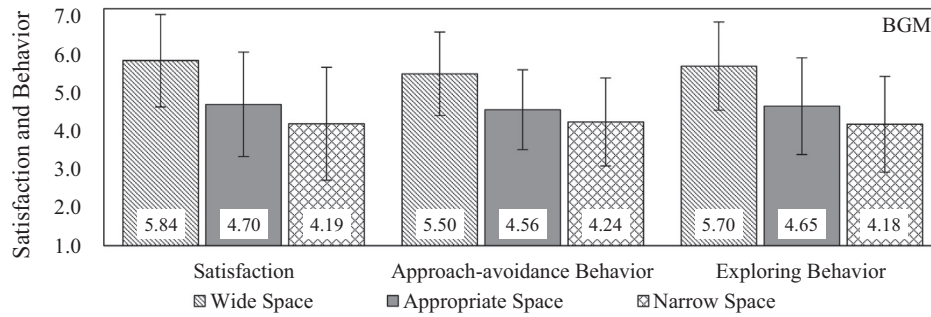 Satisfaction and Behavior
7.0
6.0
5.0
4.0
3.0
2.0
1.0
BGM
5.84 4.70 4.19 5.50 4.56 4.24 5.70 4.65 4.18
Satisfaction Approach-avoidance Behavior Exploring Behavior
Wide Space Appropriate Space Narrow Space